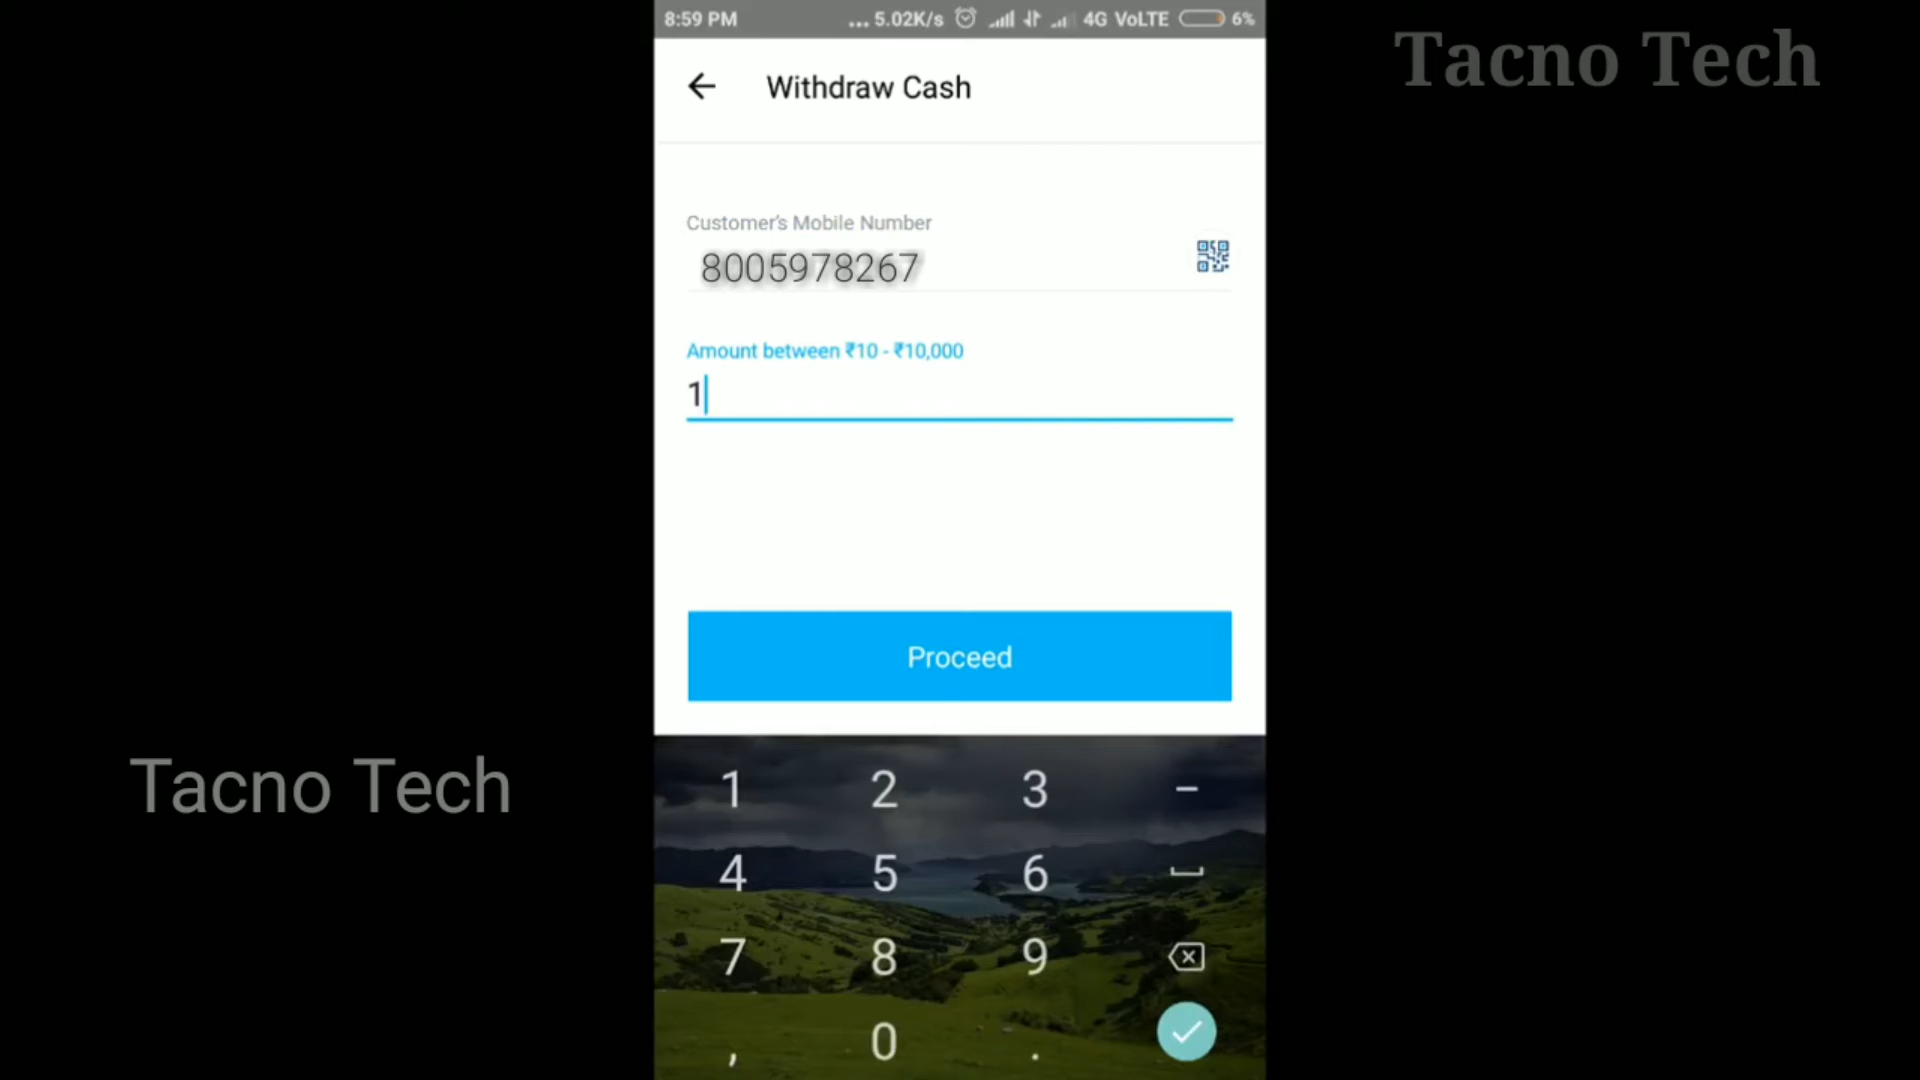 8:59 PM ... 5.02K/s 4G VoLTE 6%
Tacno Tech
Withdraw Cash
Customer's Mobile Number
8005978267
Amount between ₹10 - ₹10,000
1
Proceed
Tacno Tech
1 2 3 –
4 5 6
7 8 9
, 0 .